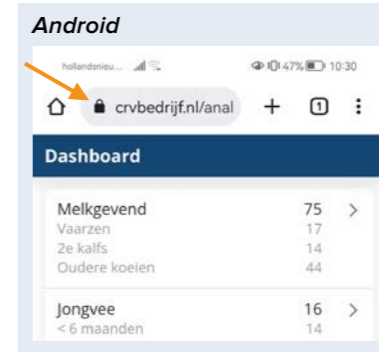 Android
hollandsnieu... 47% 10:30
crvbedrijf.nl/anal 1
Dashboard
Melkgevend 75
Vaarzen 17
2e kalfs 14
Oudere koeien 44
Jongvee 16
< 6 maanden 14